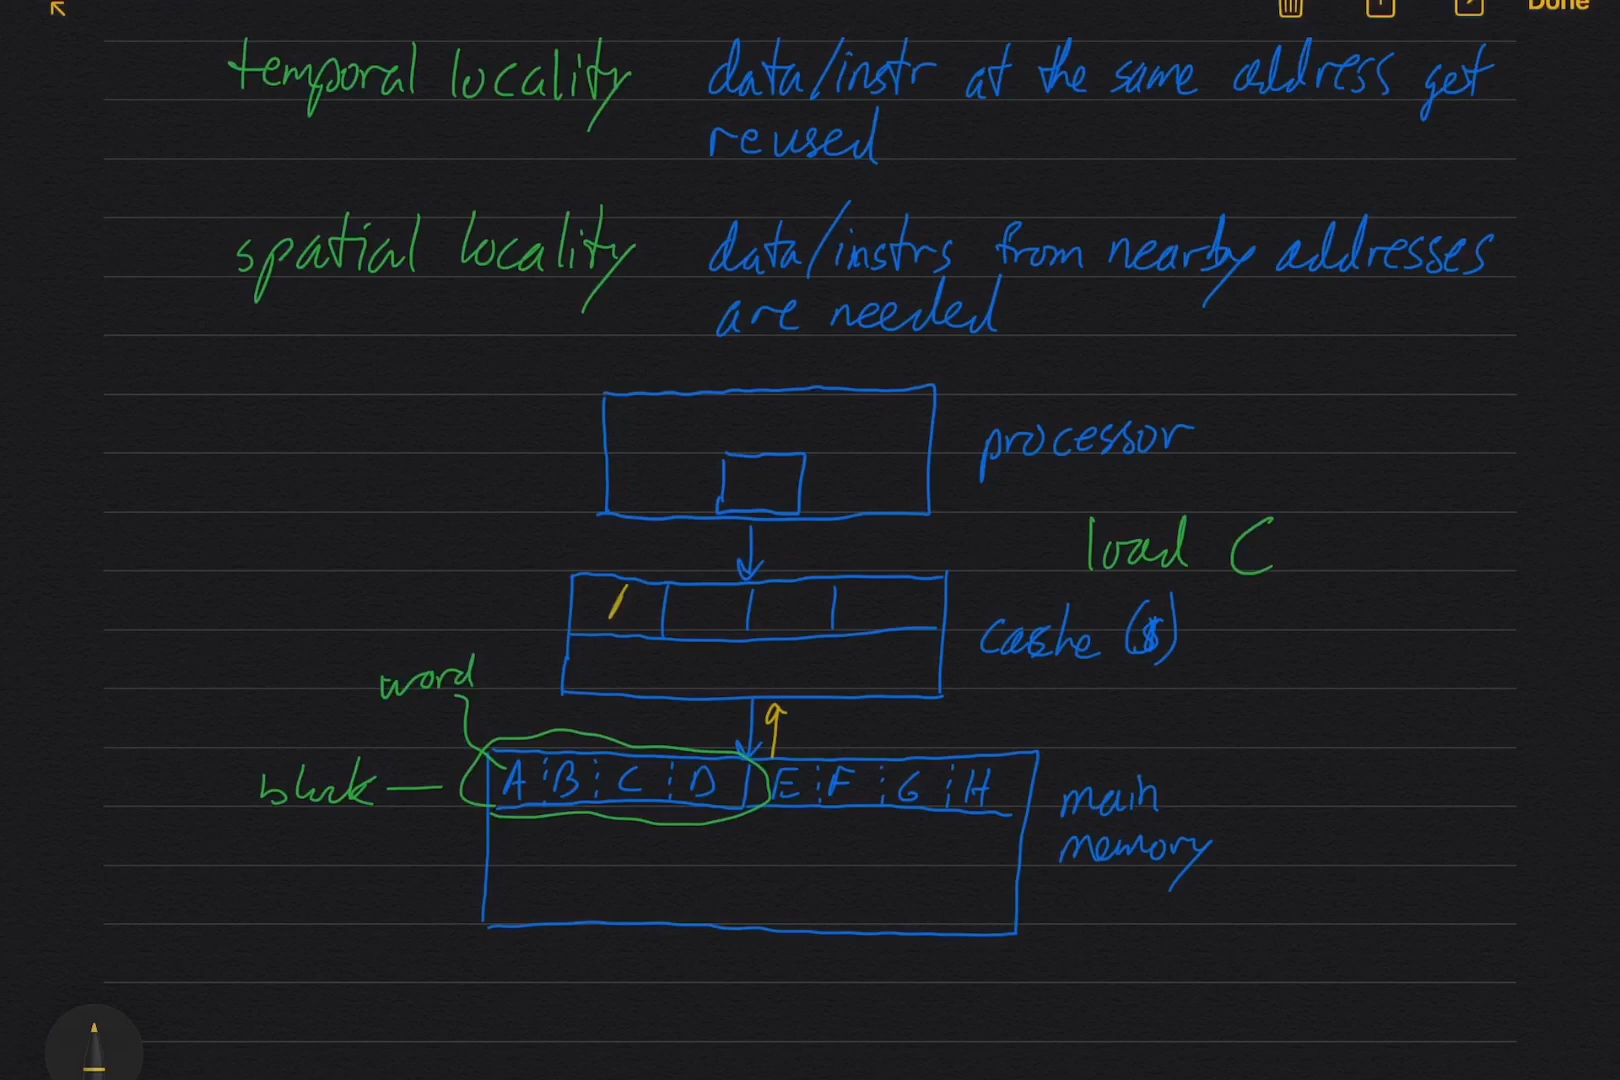 Done
temporal locality data/instr at the same address get
reused
spatial locality data/instrs from nearby addresses
are needed
processor
load C
cache ($)
word
block
A B C D E F G H
main
memory